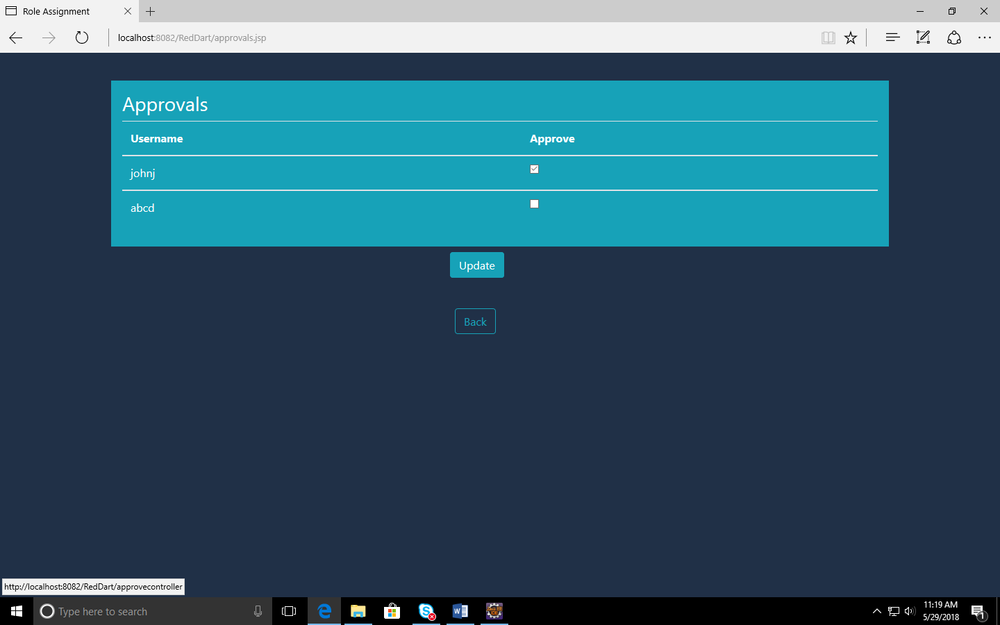 Role Assignment
localhost:8082/RedDart/approvals.jsp
Approvals
Username Approve
johnj
abcd
Update
Back
http://localhost:8082/RedDart/approvecontroller
Type here to search
11:19 AM
5/29/2018
1